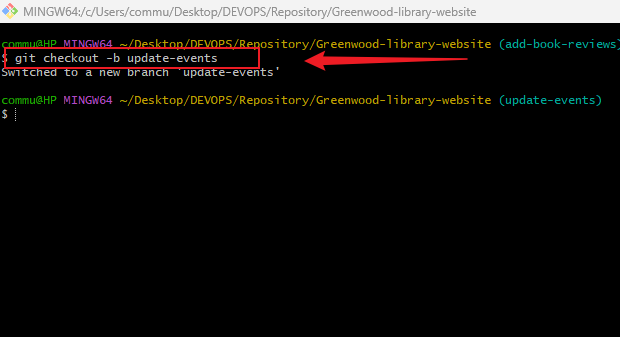 MINGW64:/c/Users/commu/Desktop/DEVOPS/Repository/Greenwood-library-website
commu@HP MINGW64 ~/Desktop/DEVOPS/Repository/Greenwood-library-website (add-book-reviews)
$ git checkout -b update-events
Switched to a new branch 'update-events'
commu@HP MINGW64 ~/Desktop/DEVOPS/Repository/Greenwood-library-website (update-events)
$